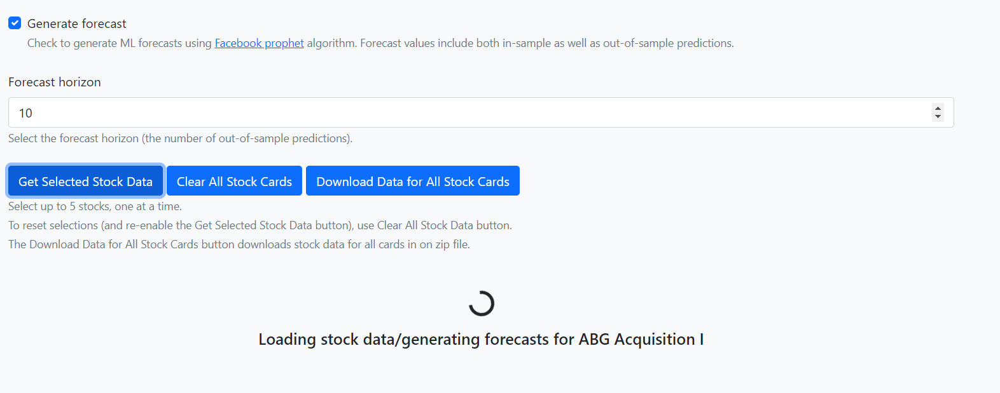 Generate forecast
Check to generate ML forecasts using Facebook prophet algorithm. Forecast values include both in-sample as well as out-of-sample predictions.
Forecast horizon
10
Select the forecast horizon (the number of out-of-sample predictions).
Get Selected Stock Data Clear All Stock Cards Download Data for All Stock Cards
Select up to 5 stocks, one at a time.
To reset selections (and re-enable the Get Selected Stock Data button), use Clear All Stock Data button.
The Download Data for All Stock Cards button downloads stock data for all cards in on zip file.
Loading stock data/generating forecasts for ABG Acquisition I